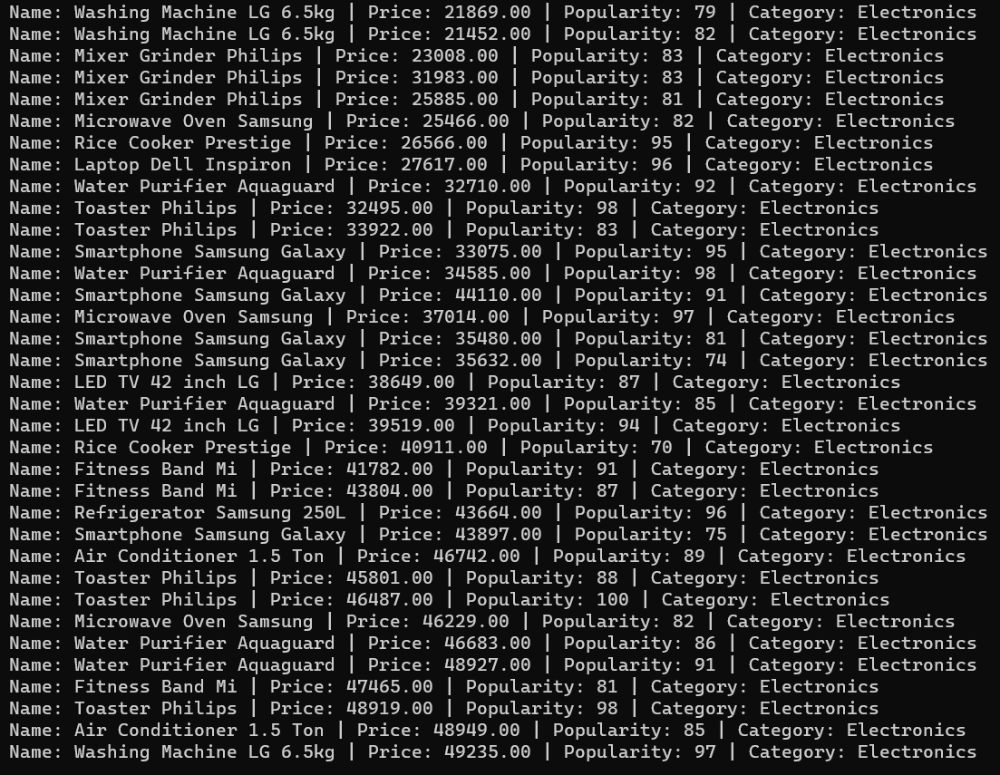 Name: Washing Machine LG 6.5kg | Price: 21869.00 | Popularity: 79 | Category: Electronics
Name: Washing Machine LG 6.5kg | Price: 21452.00 | Popularity: 82 | Category: Electronics
Name: Mixer Grinder Philips | Price: 23008.00 | Popularity: 83 | Category: Electronics
Name: Mixer Grinder Philips | Price: 31983.00 | Popularity: 83 | Category: Electronics
Name: Mixer Grinder Philips | Price: 25885.00 | Popularity: 81 | Category: Electronics
Name: Microwave Oven Samsung | Price: 25466.00 | Popularity: 82 | Category: Electronics
Name: Rice Cooker Prestige | Price: 26566.00 | Popularity: 95 | Category: Electronics
Name: Laptop Dell Inspiron | Price: 27617.00 | Popularity: 96 | Category: Electronics
Name: Water Purifier Aquaguard | Price: 32710.00 | Popularity: 92 | Category: Electronics
Name: Toaster Philips | Price: 32495.00 | Popularity: 98 | Category: Electronics
Name: Toaster Philips | Price: 33922.00 | Popularity: 83 | Category: Electronics
Name: Smartphone Samsung Galaxy | Price: 33075.00 | Popularity: 95 | Category: Electronics
Name: Water Purifier Aquaguard | Price: 34585.00 | Popularity: 98 | Category: Electronics
Name: Smartphone Samsung Galaxy | Price: 44110.00 | Popularity: 91 | Category: Electronics
Name: Microwave Oven Samsung | Price: 37014.00 | Popularity: 97 | Category: Electronics
Name: Smartphone Samsung Galaxy | Price: 35480.00 | Popularity: 81 | Category: Electronics
Name: Smartphone Samsung Galaxy | Price: 35632.00 | Popularity: 74 | Category: Electronics
Name: LED TV 42 inch LG | Price: 38649.00 | Popularity: 87 | Category: Electronics
Name: Water Purifier Aquaguard | Price: 39321.00 | Popularity: 85 | Category: Electronics
Name: LED TV 42 inch LG | Price: 39519.00 | Popularity: 94 | Category: Electronics
Name: Rice Cooker Prestige | Price: 40911.00 | Popularity: 70 | Category: Electronics
Name: Fitness Band Mi | Price: 41782.00 | Popularity: 91 | Category: Electronics
Name: Fitness Band Mi | Price: 43804.00 | Popularity: 87 | Category: Electronics
Name: Refrigerator Samsung 250L | Price: 43664.00 | Popularity: 96 | Category: Electronics
Name: Smartphone Samsung Galaxy | Price: 43897.00 | Popularity: 75 | Category: Electronics
Name: Air Conditioner 1.5 Ton | Price: 46742.00 | Popularity: 89 | Category: Electronics
Name: Toaster Philips | Price: 45801.00 | Popularity: 88 | Category: Electronics
Name: Toaster Philips | Price: 46487.00 | Popularity: 100 | Category: Electronics
Name: Microwave Oven Samsung | Price: 46229.00 | Popularity: 82 | Category: Electronics
Name: Water Purifier Aquaguard | Price: 46683.00 | Popularity: 86 | Category: Electronics
Name: Water Purifier Aquaguard | Price: 48927.00 | Popularity: 91 | Category: Electronics
Name: Fitness Band Mi | Price: 47465.00 | Popularity: 81 | Category: Electronics
Name: Toaster Philips | Price: 48919.00 | Popularity: 98 | Category: Electronics
Name: Air Conditioner 1.5 Ton | Price: 48949.00 | Popularity: 85 | Category: Electronics
Name: Washing Machine LG 6.5kg | Price: 49235.00 | Popularity: 97 | Category: Electronics